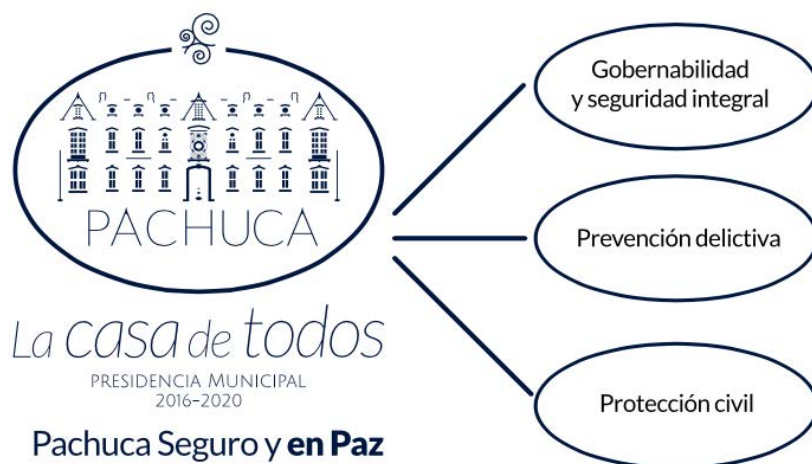 PACHUCA
La casa de todos
PRESIDENCIA MUNICIPAL
2016-2020
Pachuca Seguro y en Paz
Gobernabilidad
y seguridad integral
Prevención delictiva
Protección civil